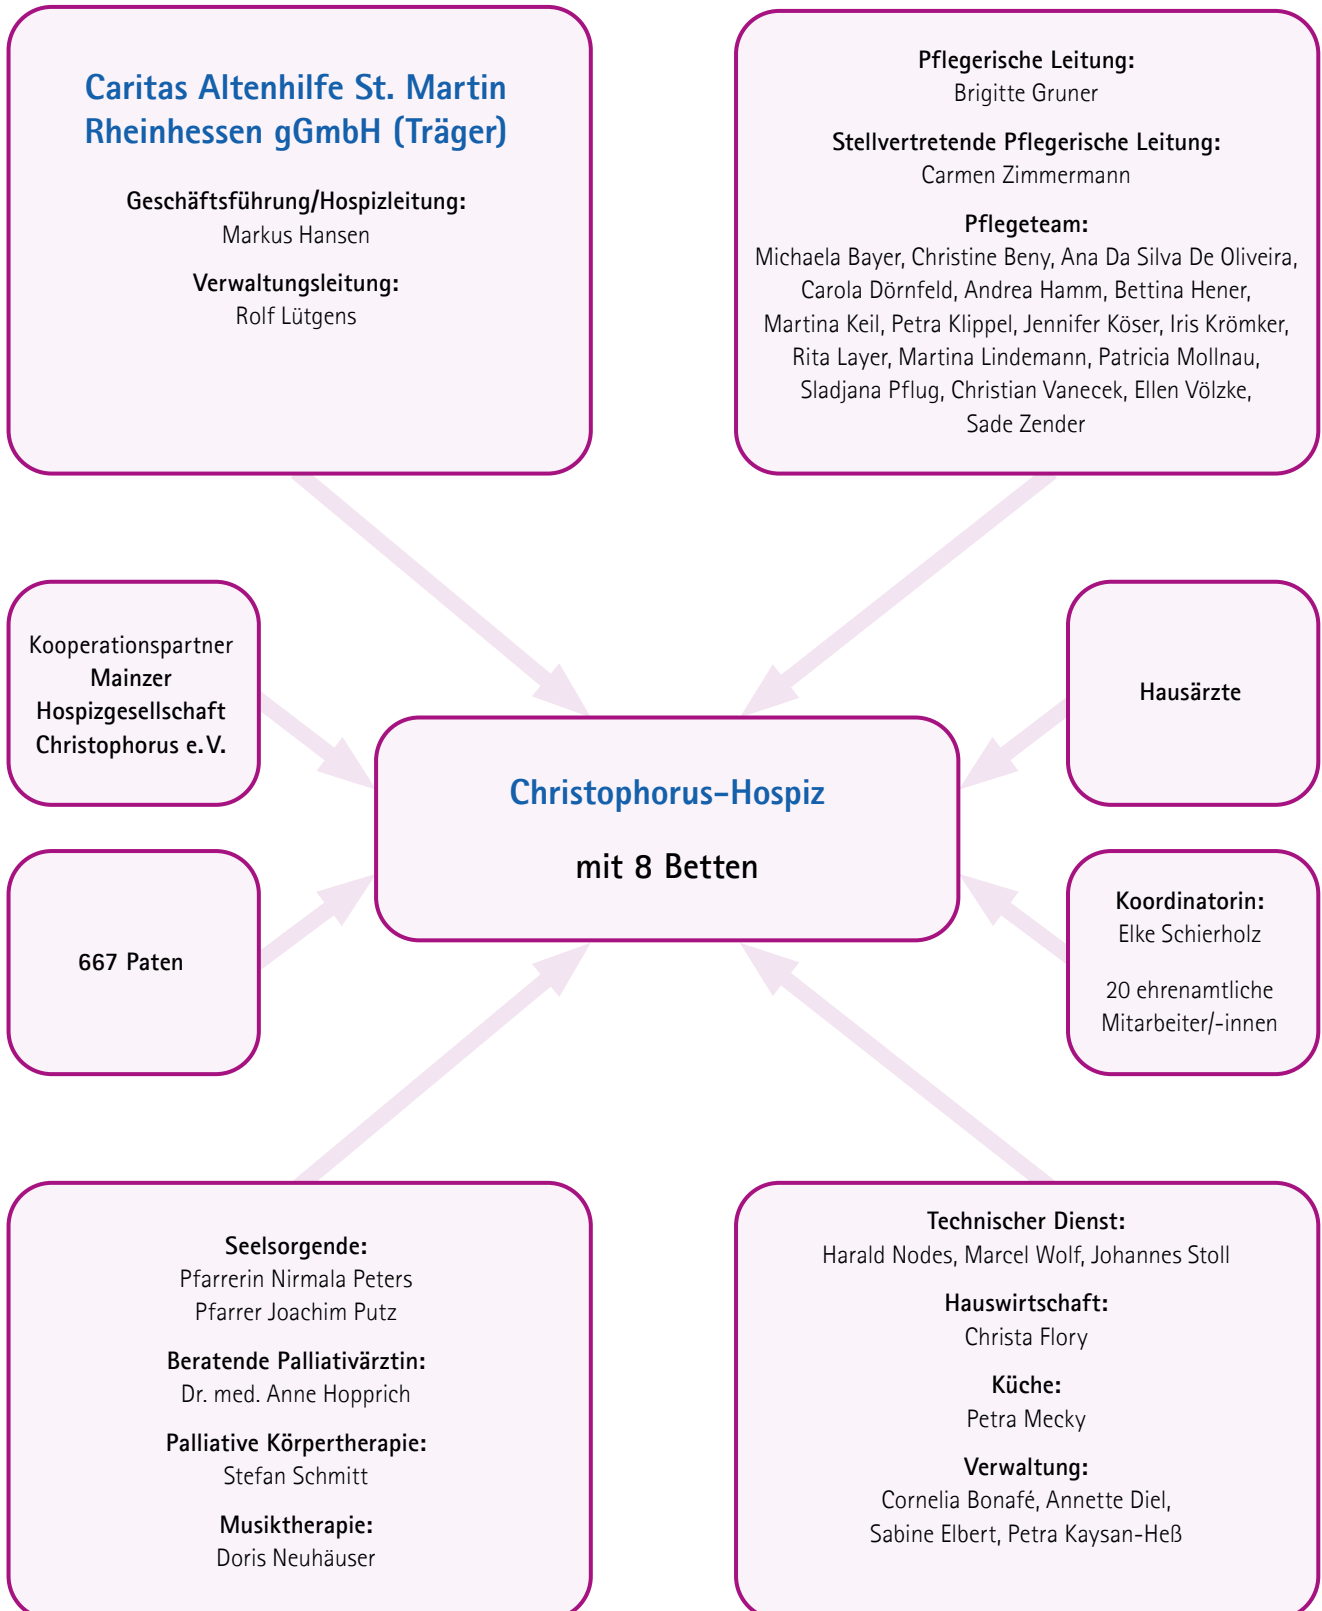 Caritas Altenhilfe St. Martin
Rheinhessen gGmbH (Träger)
Geschäftsführung/Hospizleitung:
Markus Hansen
Verwaltungsleitung:
Rolf Lütgens
Pflegerische Leitung:
Brigitte Gruner
Stellvertretende Pflegerische Leitung:
Carmen Zimmermann
Pflegeteam:
Michaela Bayer, Christine Beny, Ana Da Silva De Oliveira,
Carola Dörnfeld, Andrea Hamm, Bettina Hener,
Martina Keil, Petra Klippel, Jennifer Köser, Iris Krömker,
Rita Layer, Martina Lindemann, Patricia Mollnau,
Sladjana Pflug, Christian Vanecek, Ellen Völzke,
Sade Zender
Kooperationspartner
Mainzer
Hospizgesellschaft
Christophorus e.V.
Hausärzte
Christophorus-Hospiz
mit 8 Betten
667 Paten
Koordinatorin:
Elke Schierholz
20 ehrenamtliche
Mitarbeiter/-innen
Seelsorgende:
Pfarrerin Nirmala Peters
Pfarrer Joachim Putz
Beratende Palliativärztin:
Dr. med. Anne Hopprich
Palliative Körpertherapie:
Stefan Schmitt
Musiktherapie:
Doris Neuhäuser
Technischer Dienst:
Harald Nodes, Marcel Wolf, Johannes Stoll
Hauswirtschaft:
Christa Flory
Küche:
Petra Mecky
Verwaltung:
Cornelia Bonafé, Annette Diel,
Sabine Elbert, Petra Kaysan-Heß